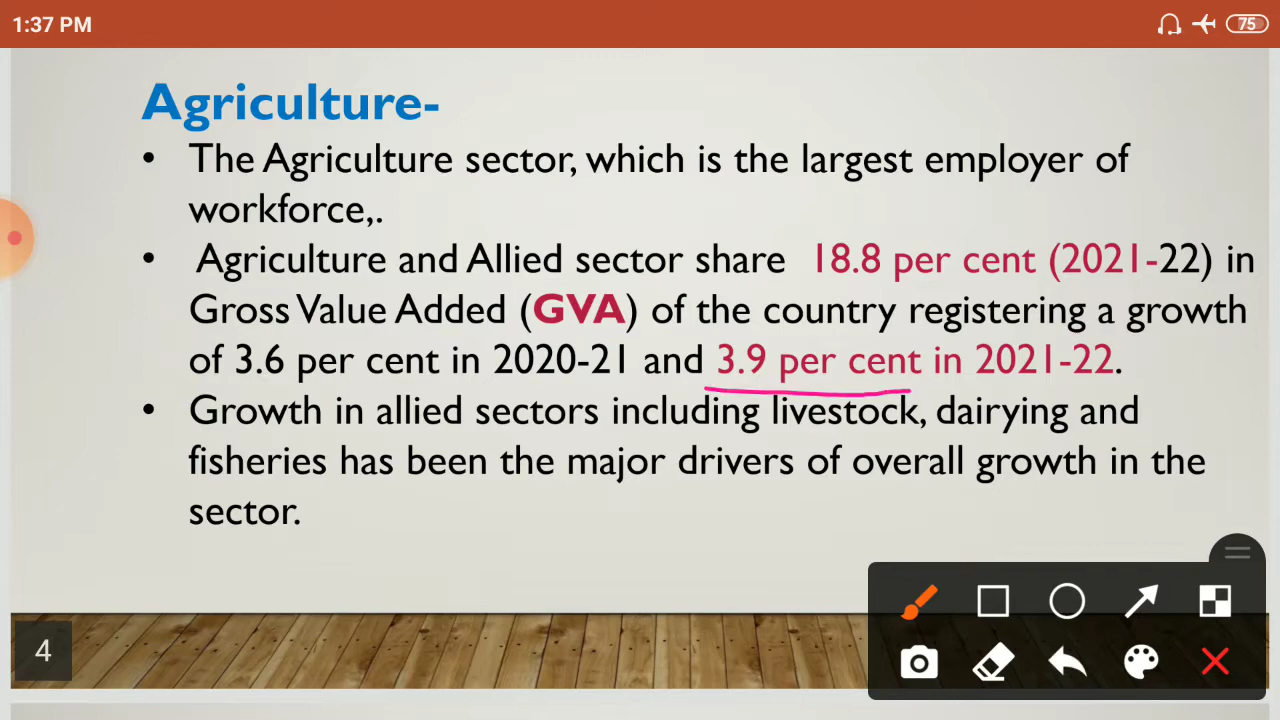 1:37 PM
75
Agriculture-
• The Agriculture sector, which is the largest employer of
workforce,.
• Agriculture and Allied sector share 18.8 per cent (2021-22) in
Gross Value Added (GVA) of the country registering a growth
of 3.6 per cent in 2020-21 and 3.9 per cent in 2021-22.
• Growth in allied sectors including livestock, dairying and
fisheries has been the major drivers of overall growth in the
sector.
4